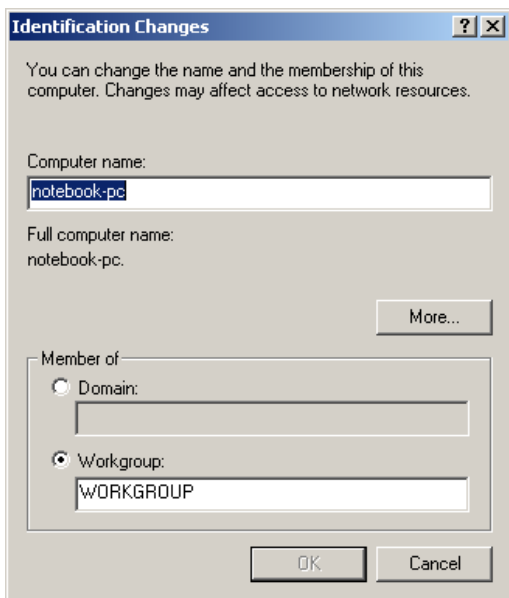 Identification Changes
You can change the name and the membership of this
computer. Changes may affect access to network resources.
Computer name:
notebook-pc
Full computer name:
notebook-pc.
More...
Member of
Domain:
Workgroup:
WORKGROUP
OK
Cancel